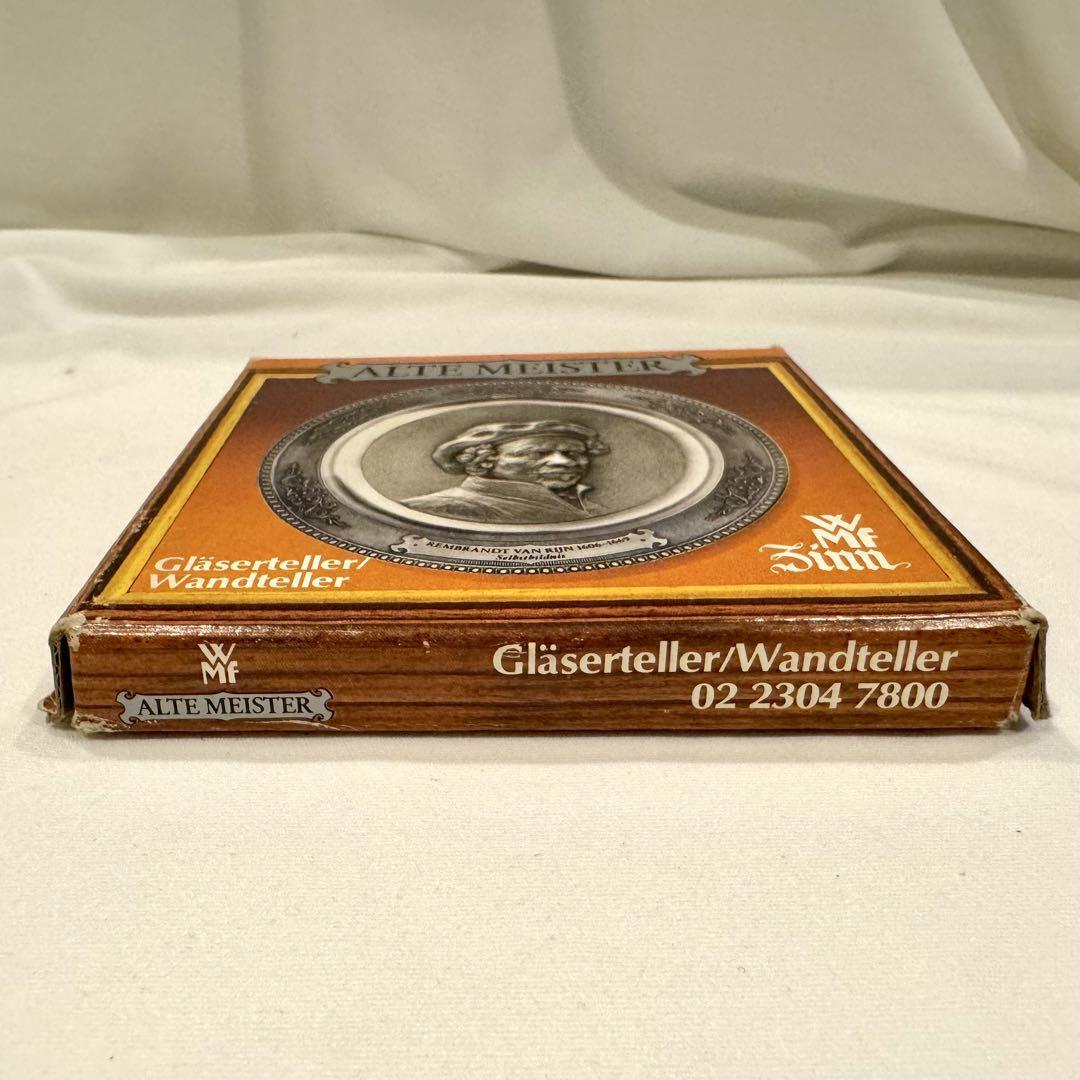 ALTE MEISTER
REMBRANDT VAN RIJN 1606-1669
Selbstbildnis
Gläserteller/
Wandteller
WMF
Zinn
WMF
ALTE MEISTER
Gläserteller/Wandteller
02 2304 7800